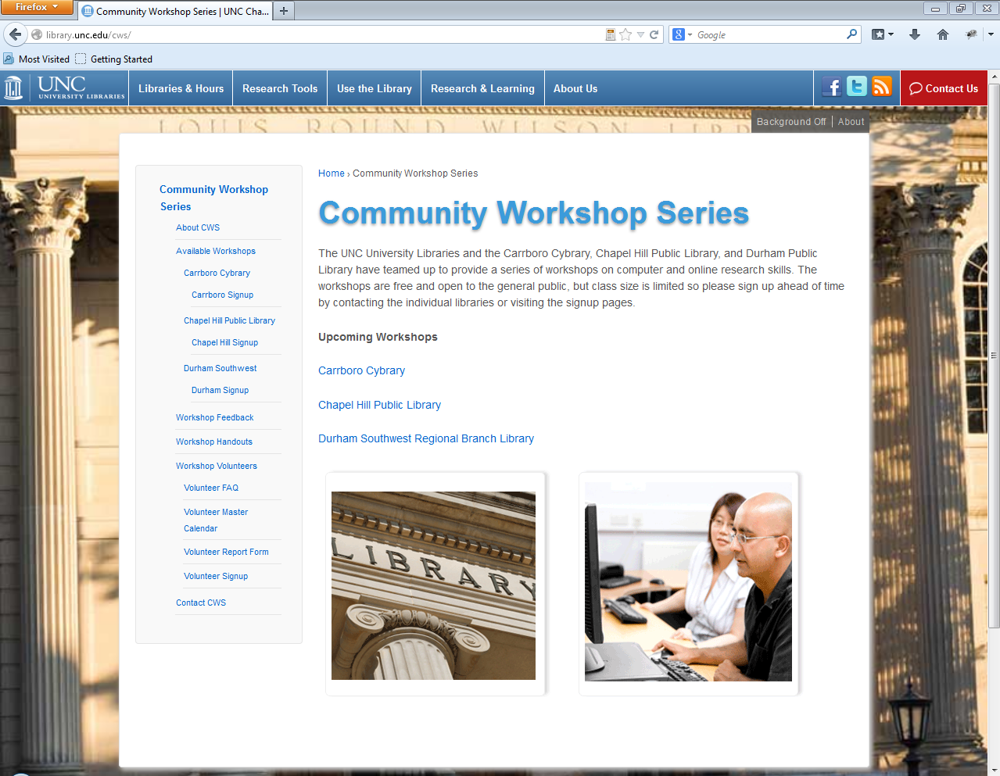 Firefox
Community Workshop Series | UNC Cha...
library.unc.edu/cws/
Google
Most Visited
Getting Started
UNC
UNIVERSITY LIBRARIES
Libraries & Hours
Research Tools
Use the Library
Research & Learning
About Us
Contact Us
LOUIS ROUND WILSON LIBR
Background Off | About
Community Workshop
Series
About CWS
Available Workshops
Carrboro Cybrary
Carrboro Signup
Chapel Hill Public Library
Chapel Hill Signup
Durham Southwest
Durham Signup
Workshop Feedback
Workshop Handouts
Workshop Volunteers
Volunteer FAQ
Volunteer Master
Calendar
Volunteer Report Form
Volunteer Signup
Contact CWS
Home › Community Workshop Series
Community Workshop Series
The UNC University Libraries and the Carrboro Cybrary, Chapel Hill Public Library, and Durham Public
Library have teamed up to provide a series of workshops on computer and online research skills. The
workshops are free and open to the general public, but class size is limited so please sign up ahead of time
by contacting the individual libraries or visiting the signup pages.
Upcoming Workshops
Carrboro Cybrary
Chapel Hill Public Library
Durham Southwest Regional Branch Library
LIBRARY